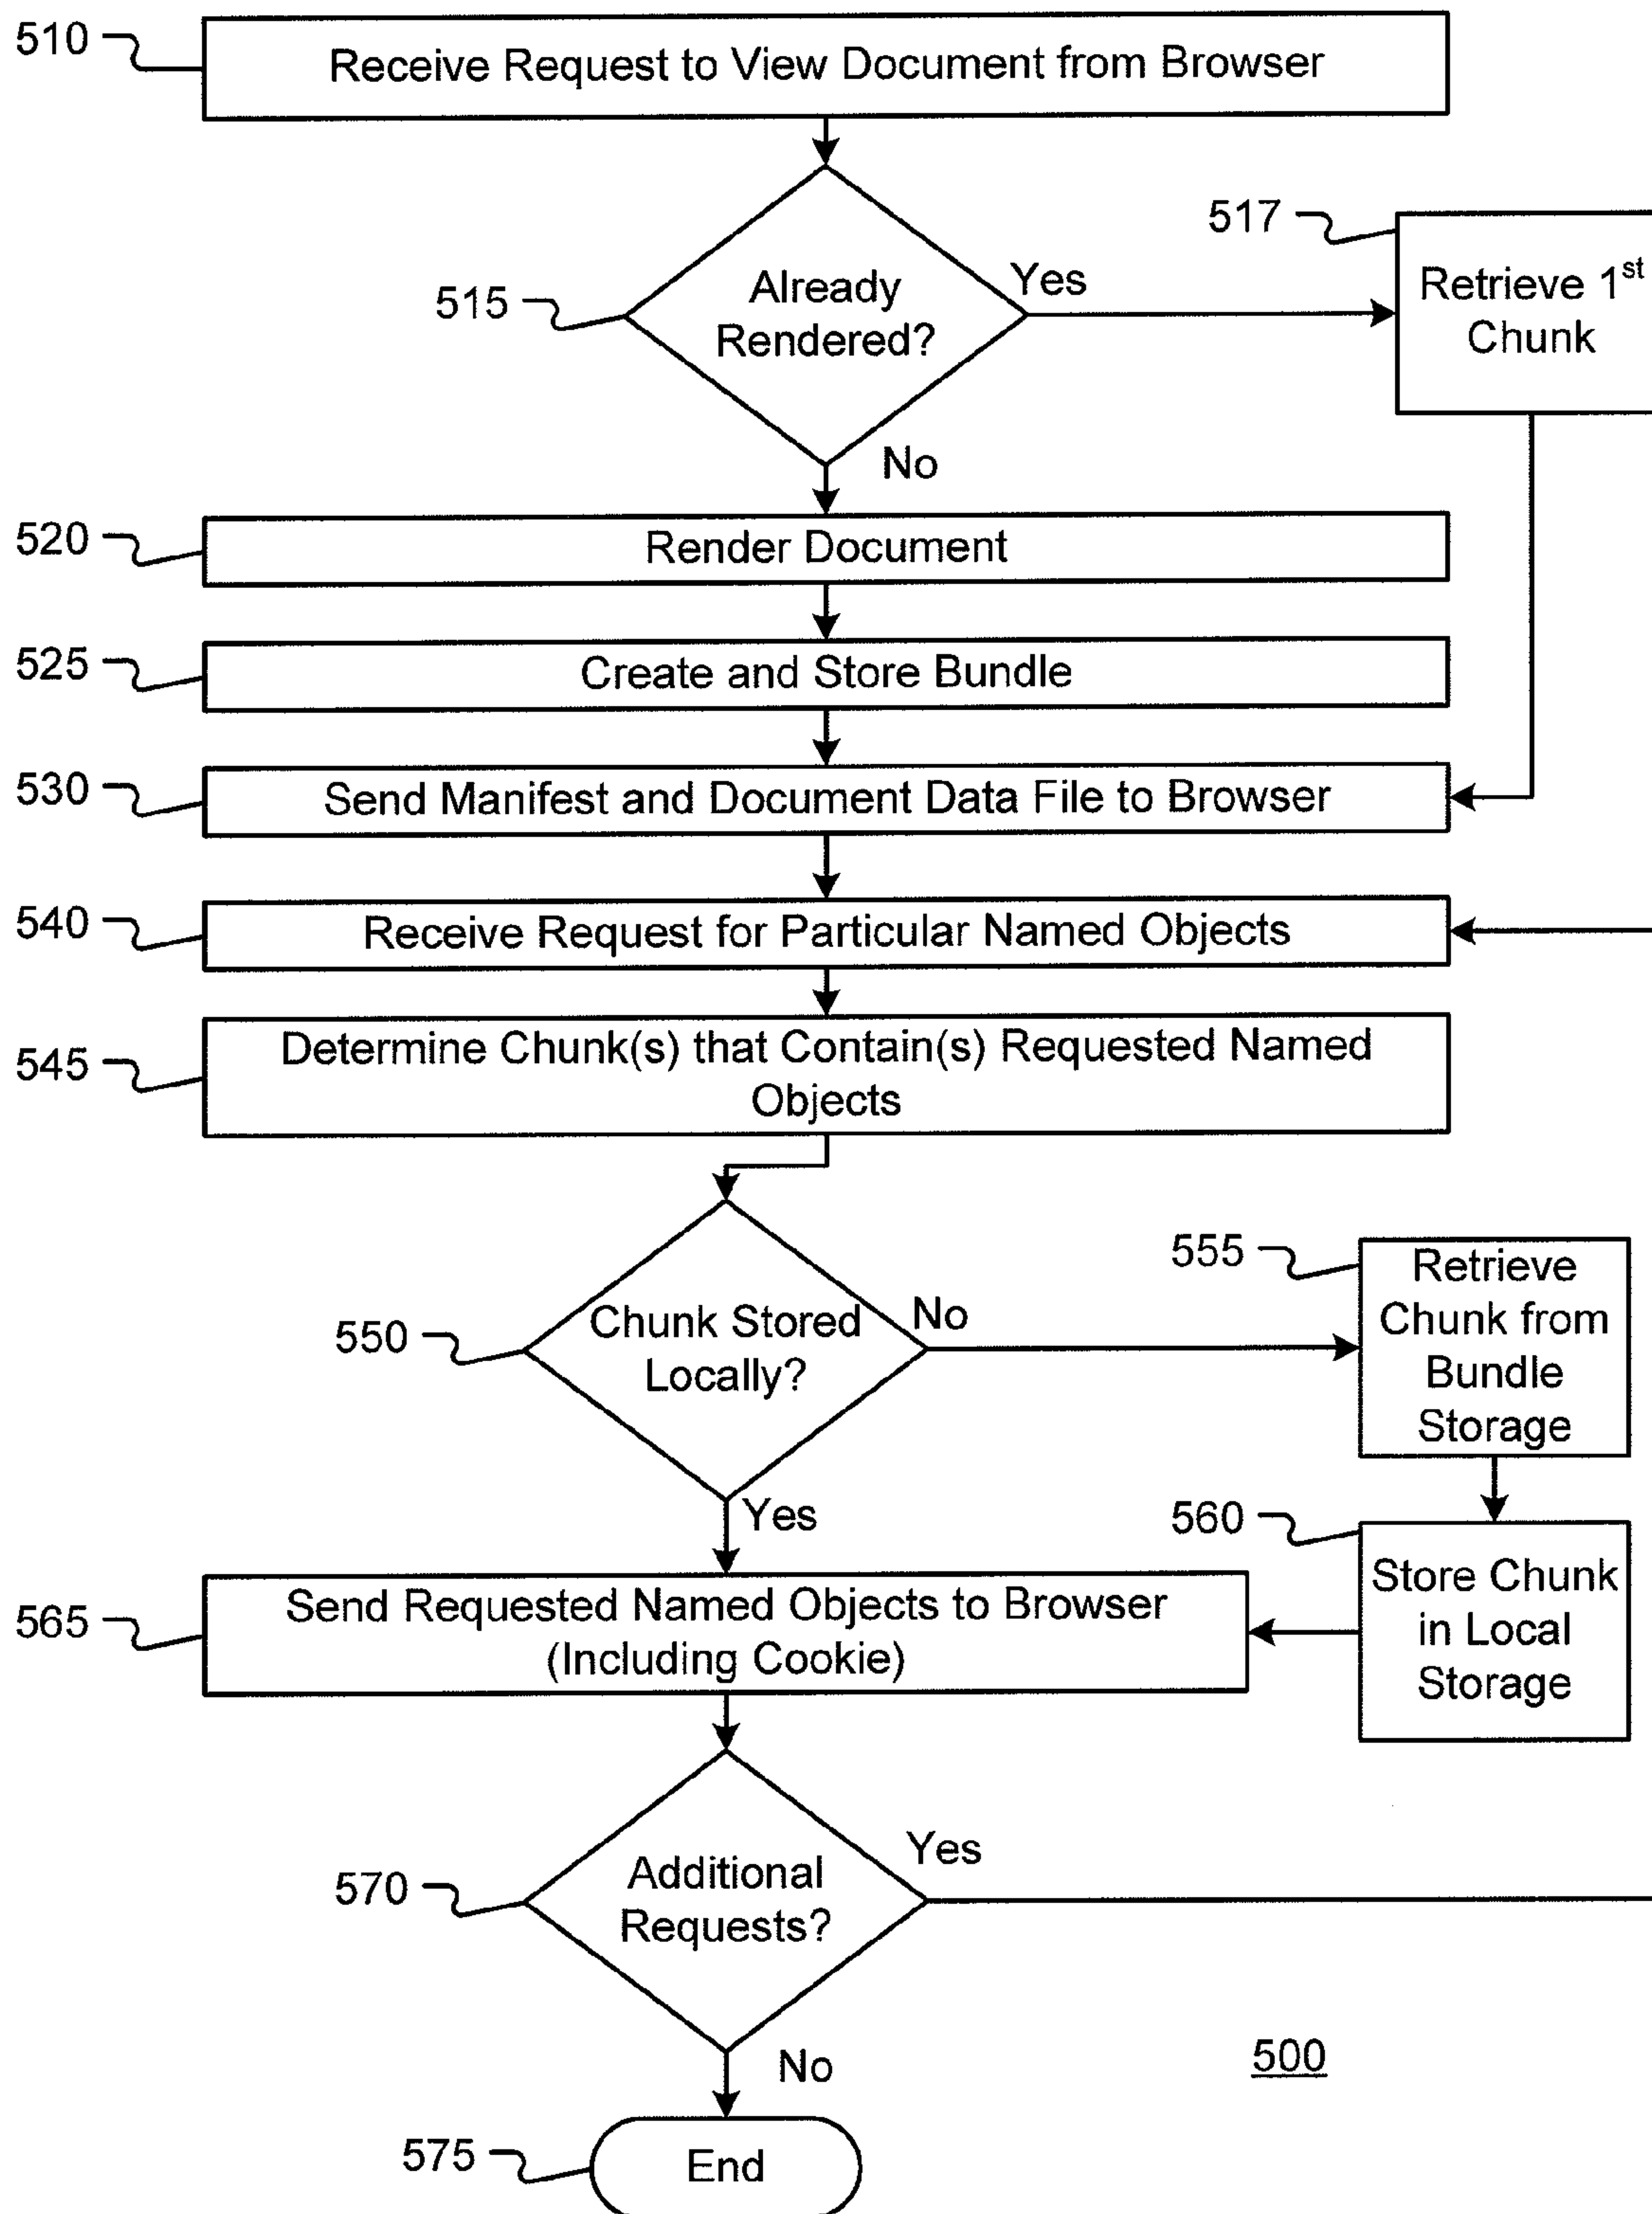 510
Receive Request to View Document from Browser
517
Retrieve 1st
Chunk
515
Already
Rendered?
Yes
No
520
Render Document
525
Create and Store Bundle
530
Send Manifest and Document Data File to Browser
540
Receive Request for Particular Named Objects
545
Determine Chunk(s) that Contain(s) Requested Named
Objects
550
Chunk Stored
Locally?
No
555
Retrieve
Chunk from
Bundle
Storage
Yes
560
Store Chunk
in Local
Storage
565
Send Requested Named Objects to Browser
(Including Cookie)
570
Additional
Requests?
Yes
No
500
575
End